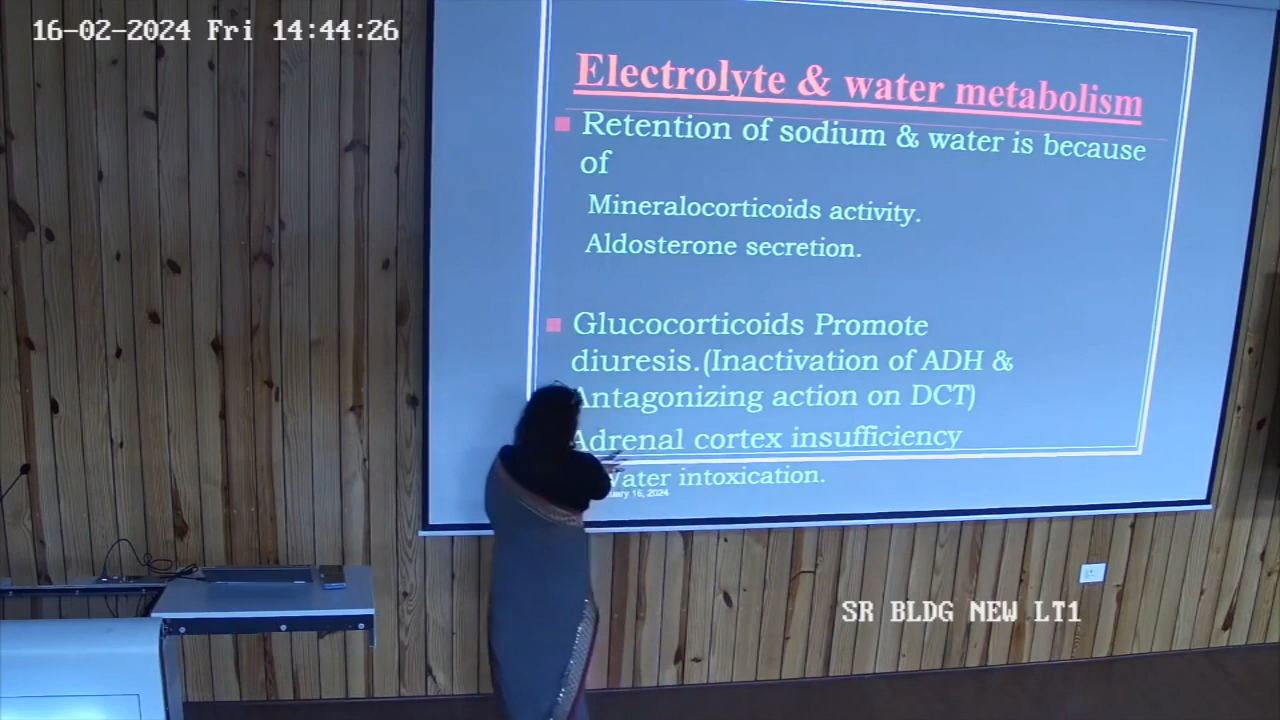 16-02-2024 Fri 14:44:26
Electrolyte & water metabolism
Retention of sodium & water is because
of
Mineralocorticoids activity.
Aldosterone secretion.
Glucocorticoids Promote
diuresis.(Inactivation of ADH &
Antagonizing action on DCT)
Adrenal cortex insufficiency
water intoxication.
16, 2024
SR BLDG NEW LT1